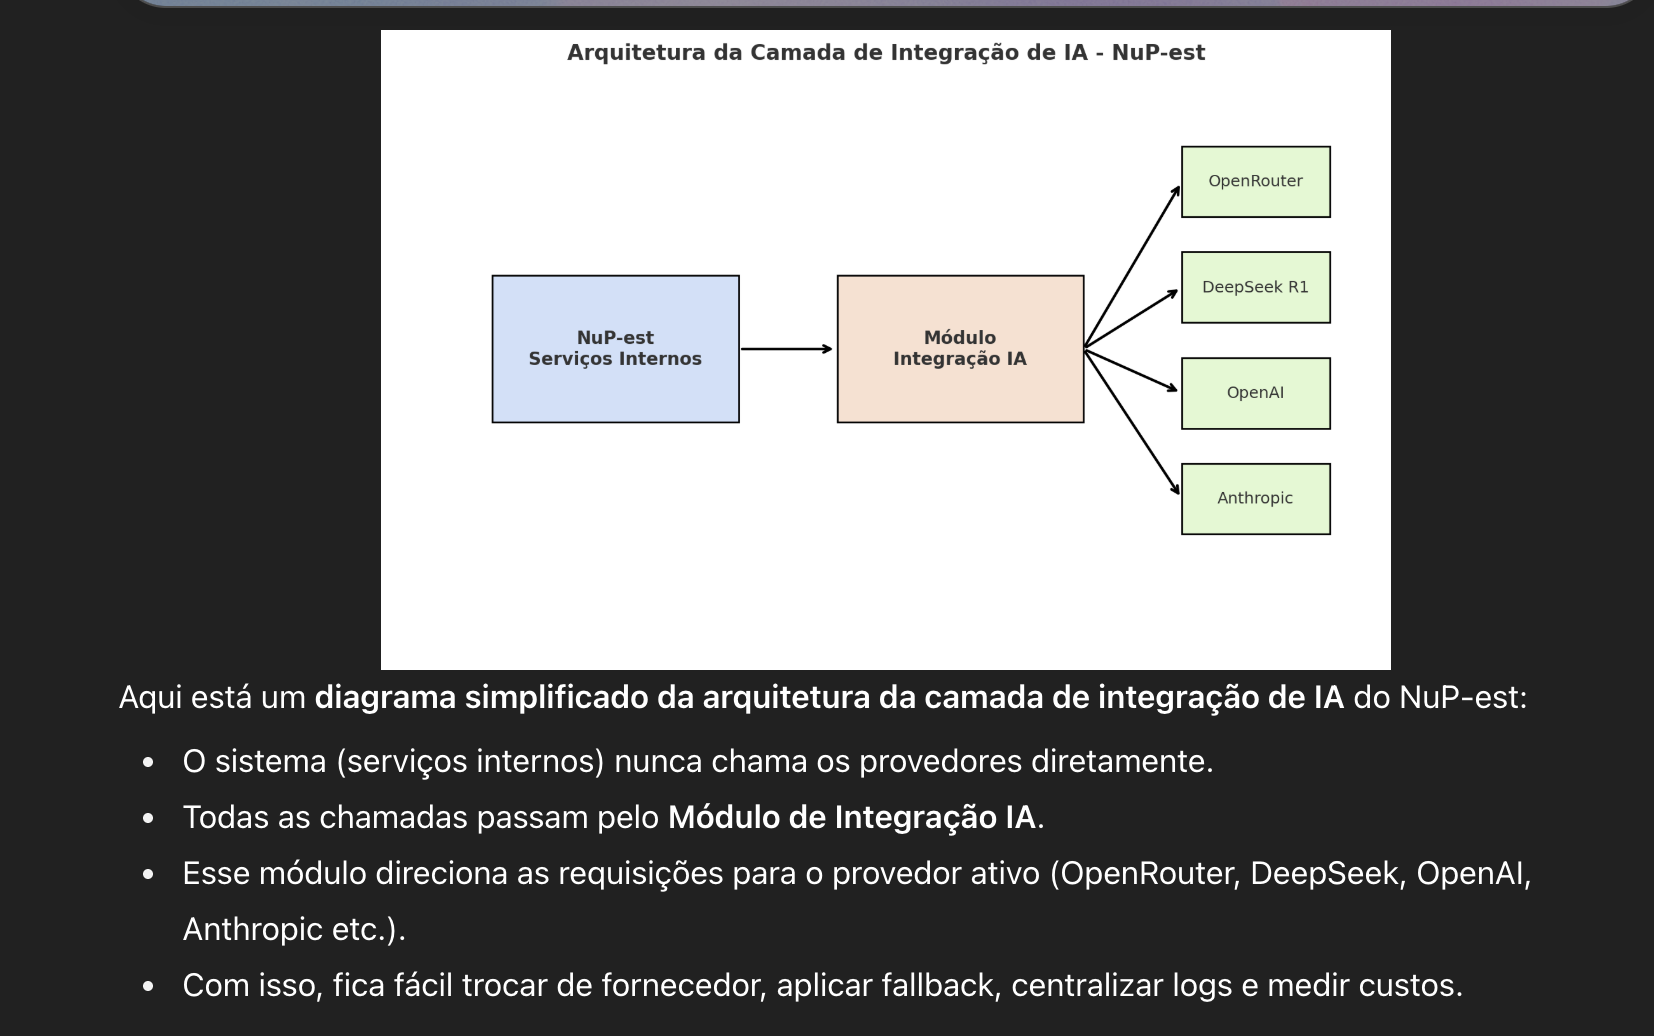 Arquitetura da Camada de Integração de IA - NuP-est
OpenRouter
DeepSeek R1
NuP-est
Serviços Internos
Módulo
Integração IA
OpenAI
Anthropic
Aqui está um diagrama simplificado da arquitetura da camada de integração de IA do NuP-est:
• O sistema (serviços internos) nunca chama os provedores diretamente.
• Todas as chamadas passam pelo Módulo de Integração IA.
• Esse módulo direciona as requisições para o provedor ativo (OpenRouter, DeepSeek, OpenAI,
Anthropic etc.).
• Com isso, fica fácil trocar de fornecedor, aplicar fallback, centralizar logs e medir custos.